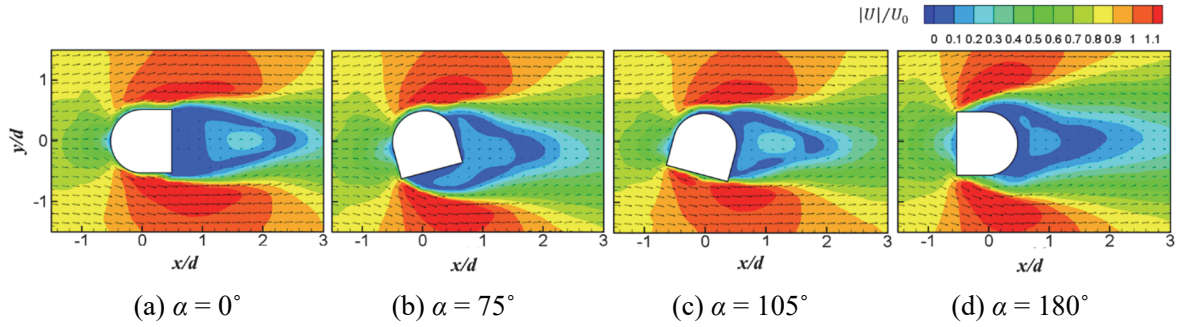 |U|/U₀
0 0.1 0.2 0.3 0.4 0.5 0.6 0.7 0.8 0.9 1 1.1
y/d
1
0
-1
-1 0 1 2 3
-1 0 1 2 3
-1 0 1 2 3
-1 0 1 2 3
x/d
x/d
x/d
x/d
(a) α = 0˚
(b) α = 75˚
(c) α = 105˚
(d) α = 180˚